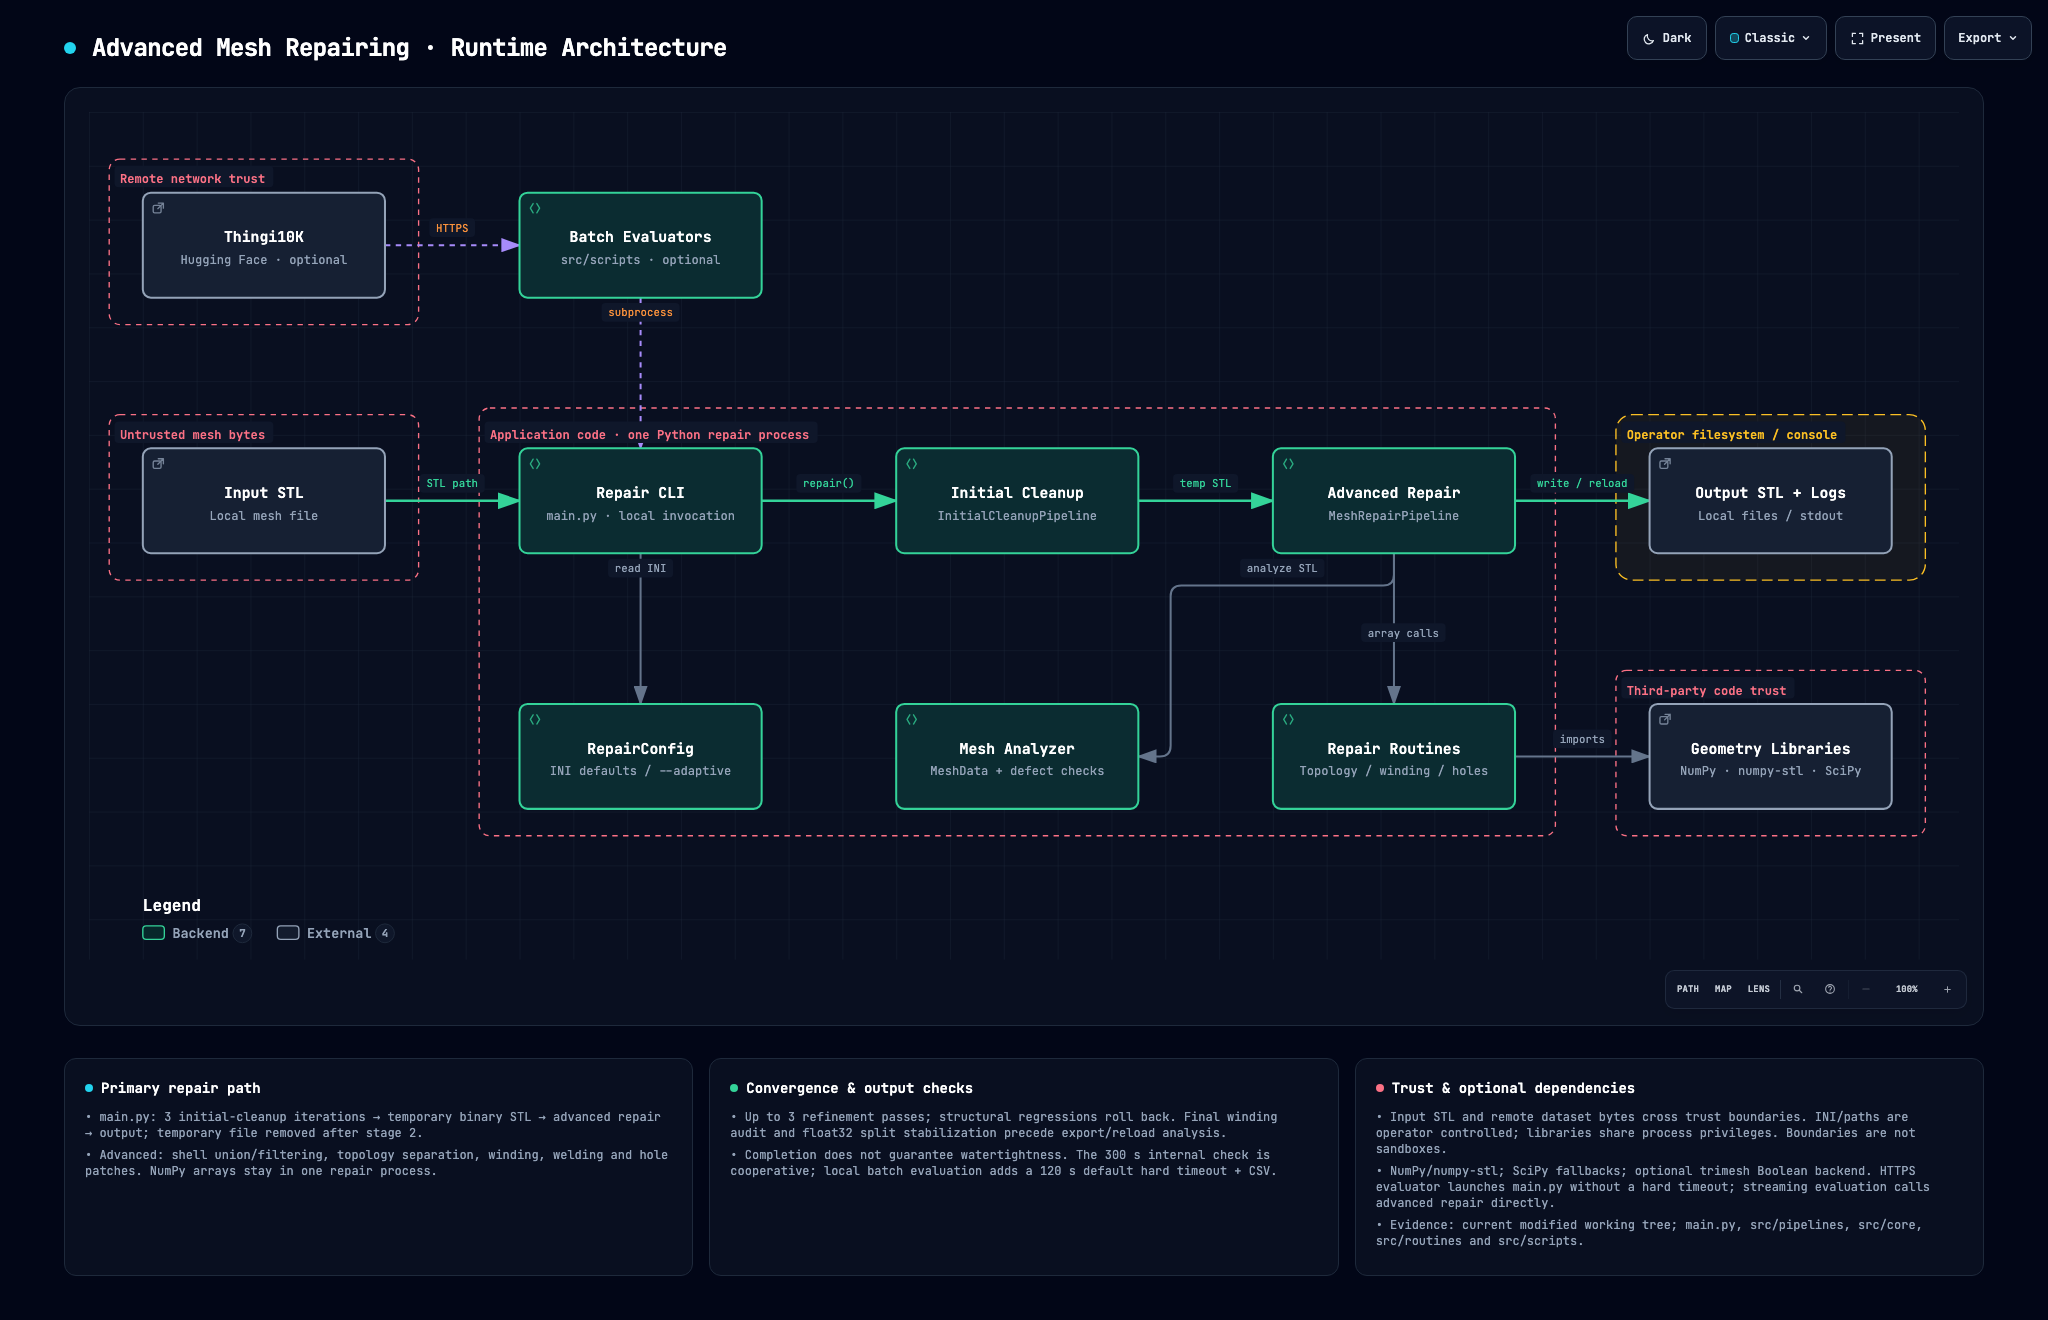 Advanced Mesh Repairing · Runtime Architecture
Dark
Classic
Present
Export
Remote network trust
Thingi10K
Hugging Face · optional
HTTPS
Batch Evaluators
src/scripts · optional
subprocess
Untrusted mesh bytes
Input STL
Local mesh file
STL path
Application code · one Python repair process
Repair CLI
main.py · local invocation
repair()
Initial Cleanup
InitialCleanupPipeline
temp STL
Advanced Repair
MeshRepairPipeline
write / reload
Operator filesystem / console
Output STL + Logs
Local files / stdout
read INI
analyze STL
array calls
RepairConfig
INI defaults / --adaptive
Mesh Analyzer
MeshData + defect checks
Repair Routines
Topology / winding / holes
imports
Third-party code trust
Geometry Libraries
NumPy · numpy-stl · SciPy
Legend
Backend 7
External 4
PATH MAP LENS
− 100% +
Primary repair path
• main.py: 3 initial-cleanup iterations → temporary binary STL → advanced repair
→ output; temporary file removed after stage 2.
• Advanced: shell union/filtering, topology separation, winding, welding and hole
patches. NumPy arrays stay in one repair process.
Convergence & output checks
• Up to 3 refinement passes; structural regressions roll back. Final winding
audit and float32 split stabilization precede export/reload analysis.
• Completion does not guarantee watertightness. The 300 s internal check is
cooperative; local batch evaluation adds a 120 s default hard timeout + CSV.
Trust & optional dependencies
• Input STL and remote dataset bytes cross trust boundaries. INI/paths are
operator controlled; libraries share process privileges. Boundaries are not
sandboxes.
• NumPy/numpy-stl; SciPy fallbacks; optional trimesh Boolean backend. HTTPS
evaluator launches main.py without a hard timeout; streaming evaluation calls
advanced repair directly.
• Evidence: current modified working tree; main.py, src/pipelines, src/core,
src/routines and src/scripts.